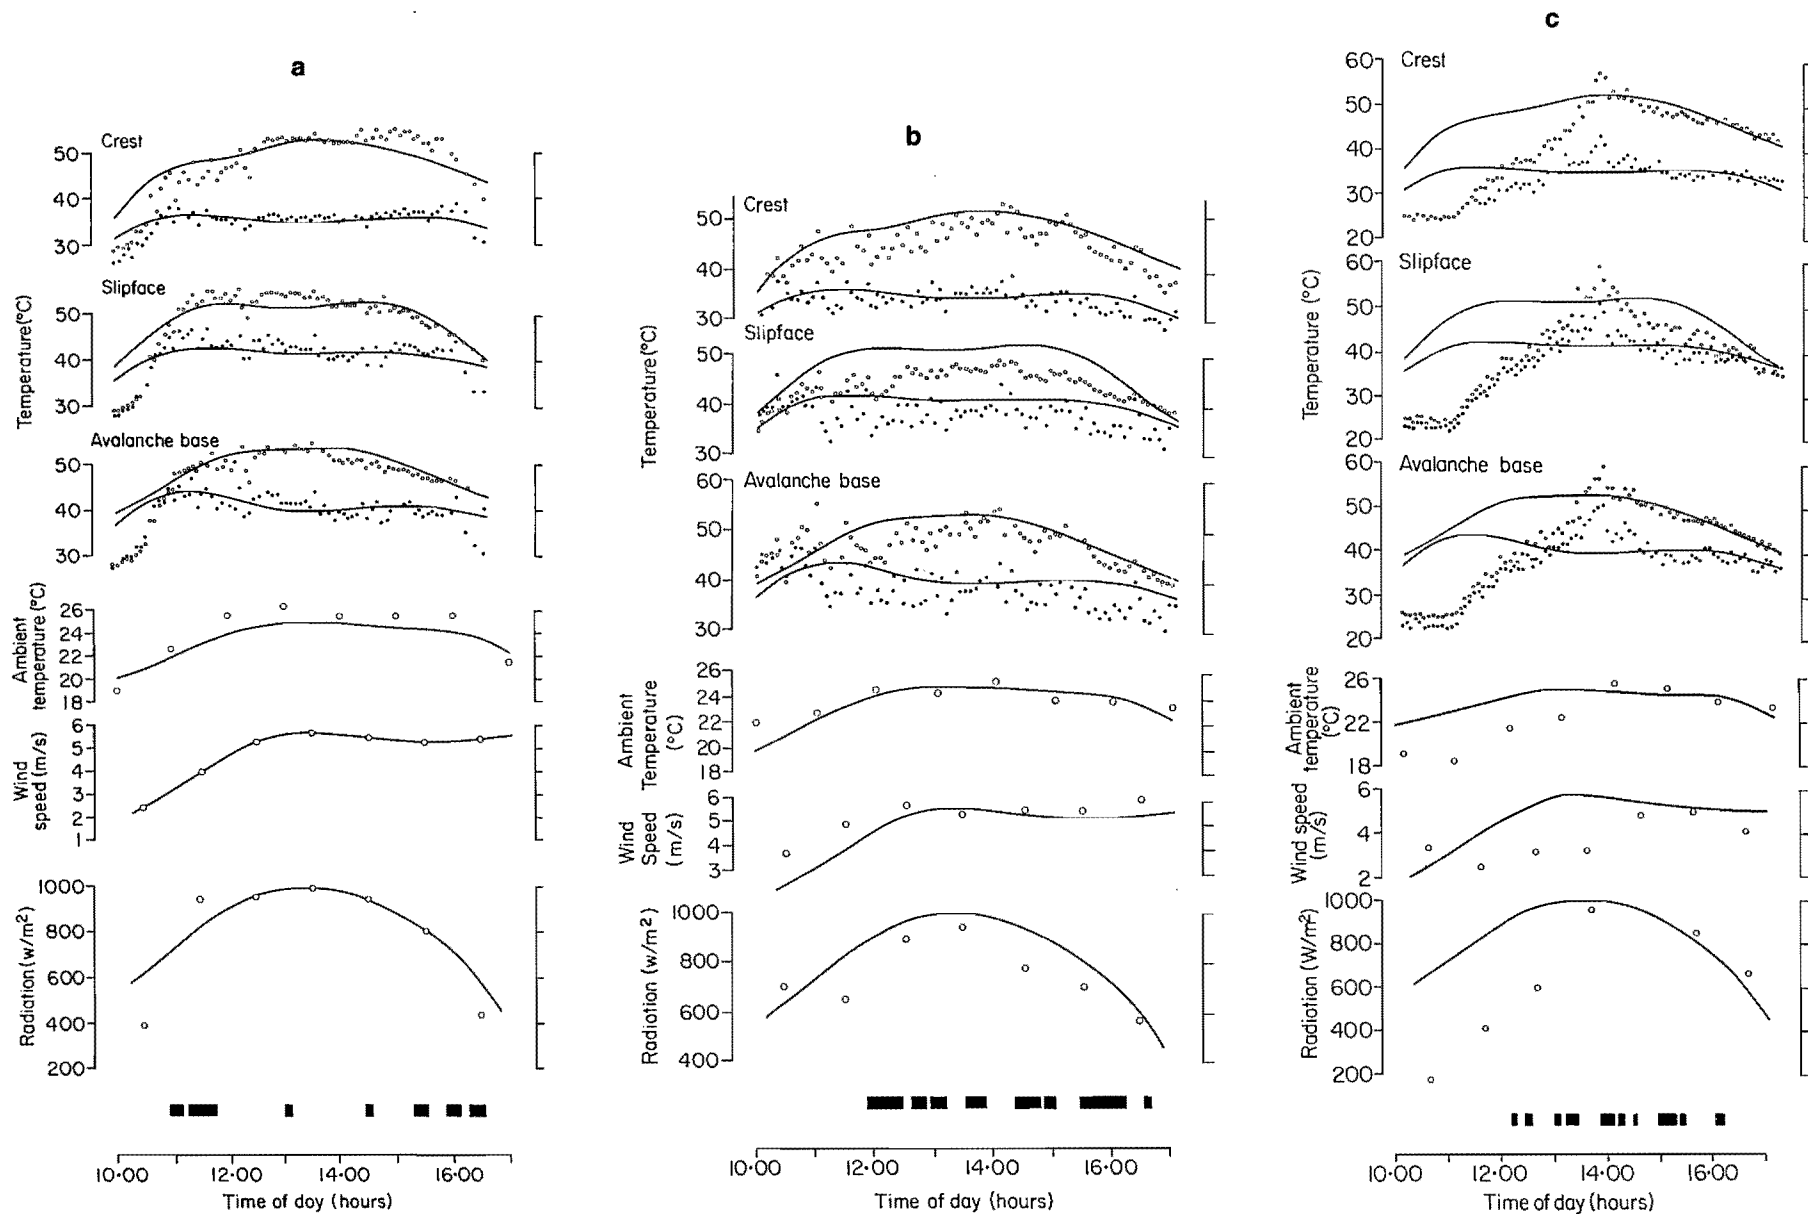 a
Crest
50
40
30
Slipface
50
40
30
Temperature (°C)
Avalanche base
50
40
30
Ambient
temperature (°C)
26
24
22
20
18
Wind
speed (m/s)
6
5
4
3
2
1
Radiation (w/m²)
1000
800
600
400
200
10·00 12·00 14·00 16·00
Time of day (hours)
b
Crest
50
40
30
Slipface
50
40
30
Temperature (°C)
Avalanche base
60
50
40
30
Ambient
Temperature
(°C)
26
24
22
20
18
Wind
Speed
(m/s)
6
5
4
3
Radiation (w/m²)
1000
800
600
400
10·00 12·00 14·00 16·00
Time of day (hours)
c
Crest
60
50
40
30
20
Slipface
60
50
40
30
20
Temperature (°C)
Avalanche base
60
50
40
30
20
Ambient
temperature
(°C)
26
22
18
Wind speed
(m/s)
6
4
2
Radiation (W/m²)
1000
800
600
400
200
10·00 12·00 14·00 16·00
Time of day (hours)